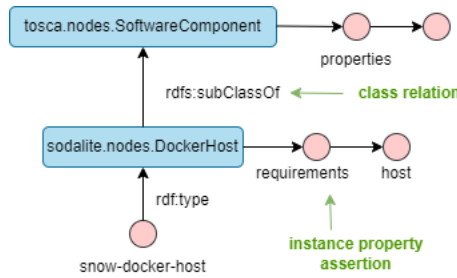 tosca.nodes.SoftwareComponent
properties
rdfs:subClassOf
class relation
sodalite.nodes.DockerHost
requirements
host
rdf:type
instance property
assertion
snow-docker-host